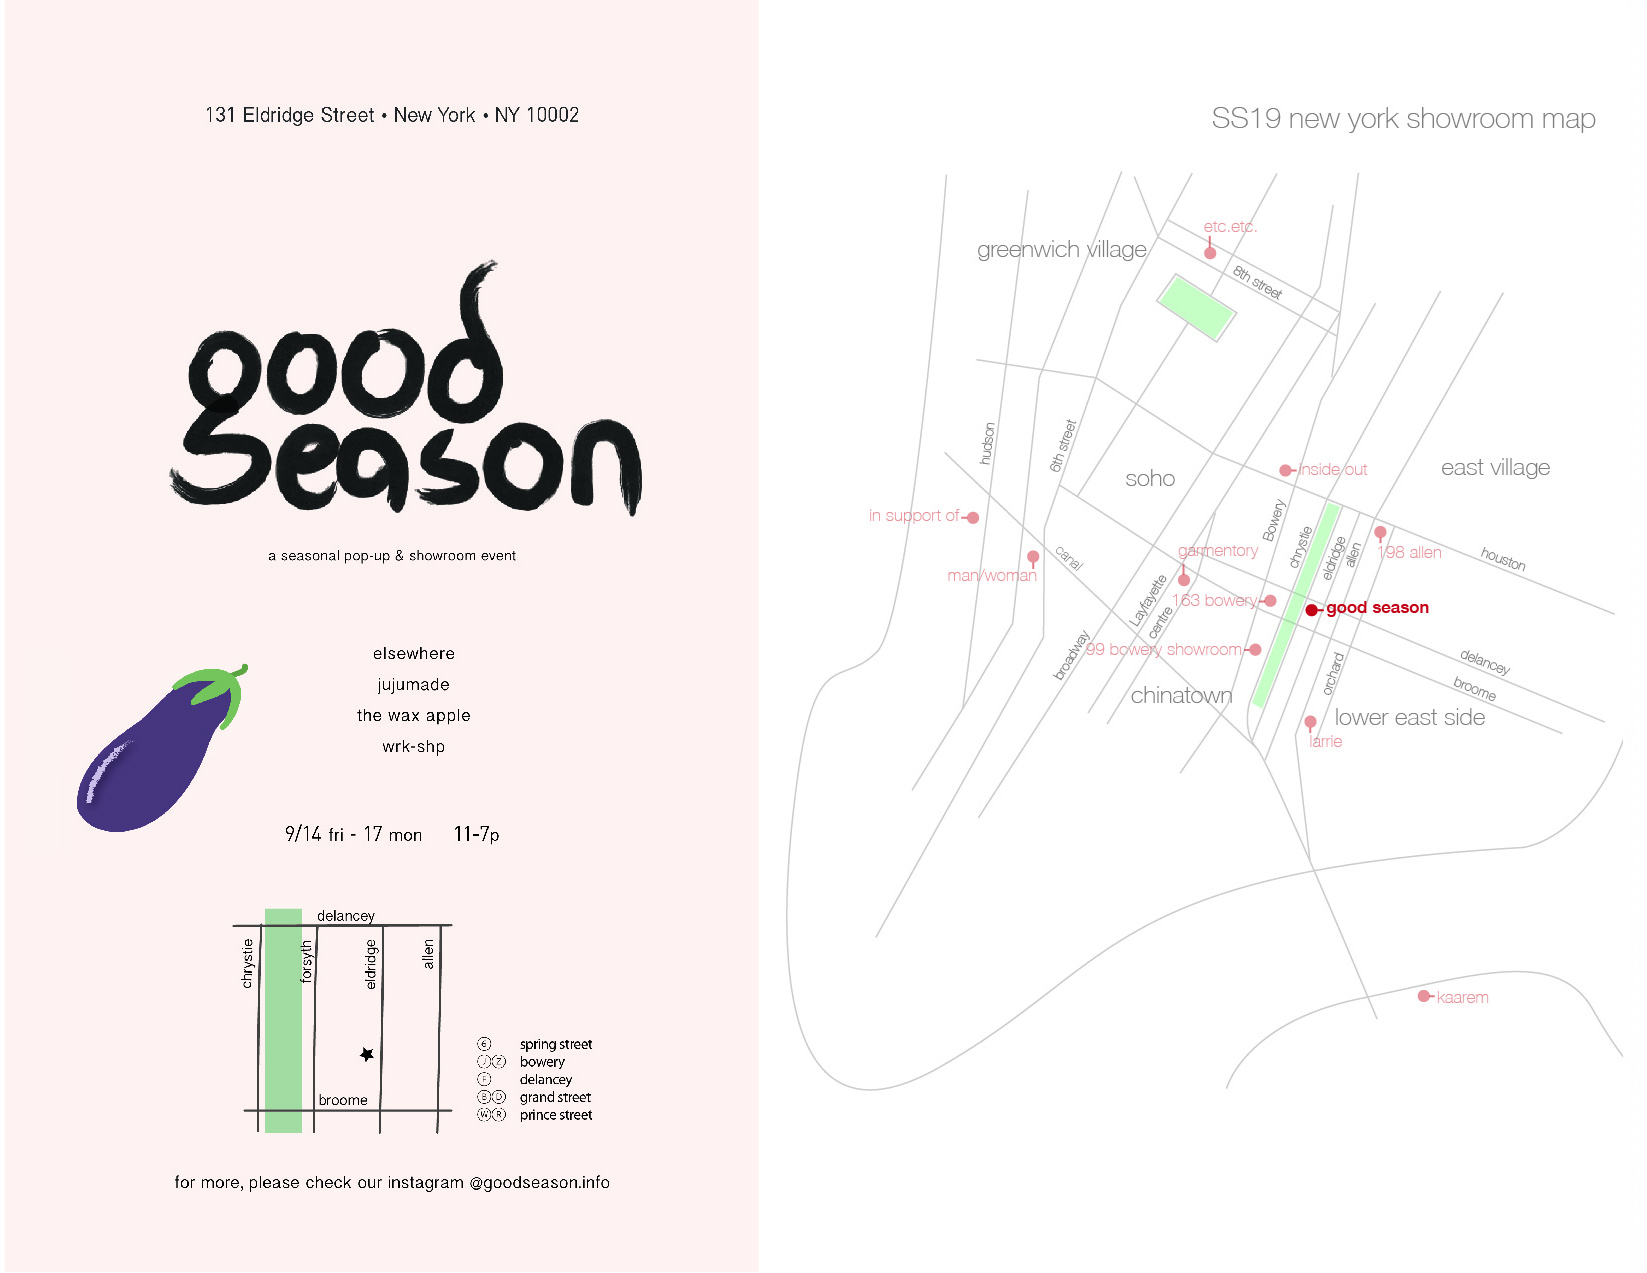 131 Eldridge Street • New York • NY 10002
good
season
a seasonal pop-up & showroom event
elsewhere
jujumade
the wax apple
wrk-shp
9/14 fri - 17 mon 11-7p
delancey
chrystie
forsyth
eldridge
allen
broome
6 spring street
J Z bowery
F delancey
B D grand street
W R prince street
for more, please check our instagram @goodseason.info
SS19 new york showroom map
etc.etc.
greenwich village
8th street
hudson
6th street
soho
inside out
east village
in support of
Bowery
chrystie
eldridge
allen
198 allen
houston
canal
garmentory
man/woman
Layfayette
centre
163 bowery
good season
broadway
99 bowery showroom
orchard
delancey
broome
chinatown
lower east side
larrie
kaarem